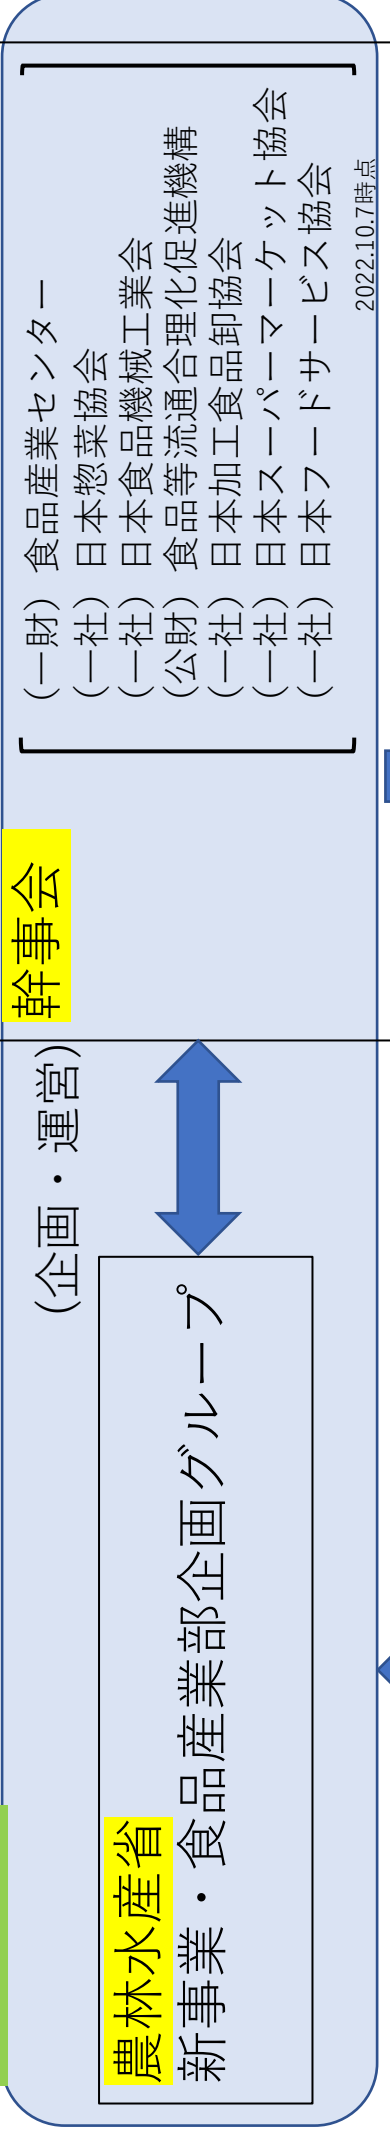 (企画・運営)
農林水産省
新事業・食品産業部企画グループ
幹事会
(一財) 食品産業センター
(一社) 日本惣菜協会
(一社) 日本食品機械工業会
(公財) 食品等流通合理化促進機構
(一社) 日本加工食品卸協会
(一社) 日本スーパーマーケット協会
(一社) 日本フードサービス協会
2022.10.7時点